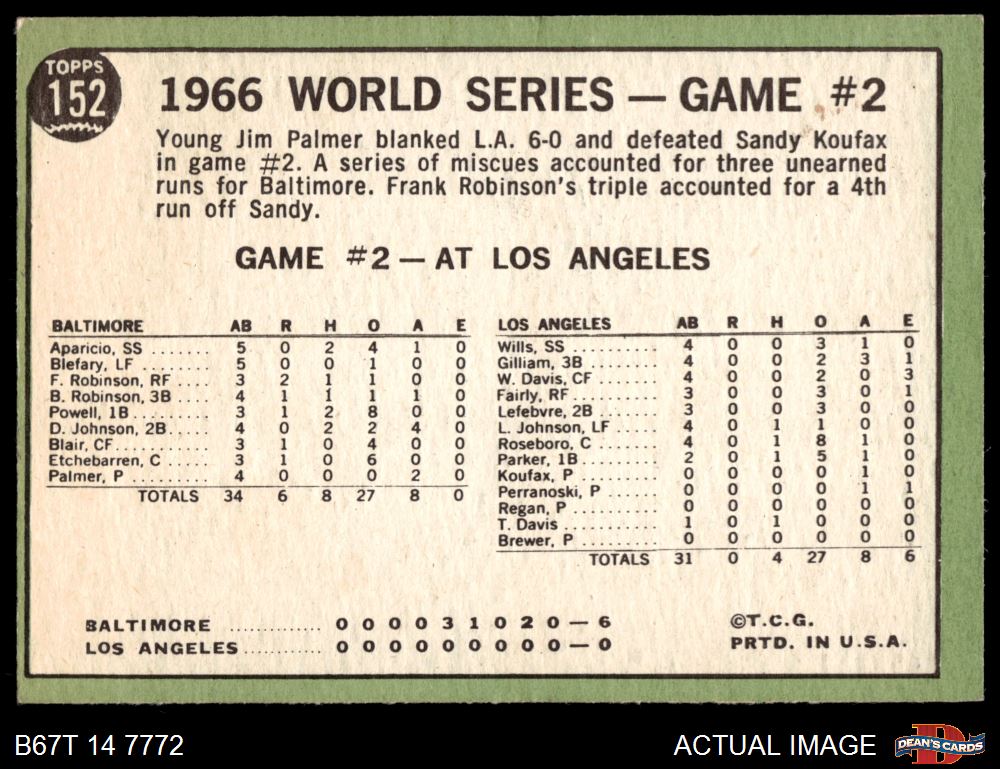 TOPPS
152
1966 WORLD SERIES — GAME #2
Young Jim Palmer blanked L.A. 6-0 and defeated Sandy Koufax
in game #2. A series of miscues accounted for three unearned
runs for Baltimore. Frank Robinson's triple accounted for a 4th
run off Sandy.
GAME #2 — AT LOS ANGELES
BALTIMORE AB R H O A E
Aparicio, SS ....... 5 0 2 4 1 0
Blefary, LF ........ 5 0 0 1 0 0
F. Robinson, RF .... 3 2 1 1 0 0
B. Robinson, 3B .... 4 1 1 1 1 0
Powell, 1B ......... 3 1 2 8 0 0
D. Johnson, 2B ..... 4 0 2 2 4 0
Blair, CF .......... 3 1 0 4 0 0
Etchebarren, C ..... 3 1 0 6 0 0
Palmer, P .......... 4 0 0 0 2 0
TOTALS 34 6 8 27 8 0
LOS ANGELES AB R H O A E
Wills, SS .......... 4 0 0 3 1 0
Gilliam, 3B ........ 4 0 0 2 3 1
W. Davis, CF ....... 4 0 0 2 0 3
Fairly, RF ......... 3 0 0 3 0 1
Lefebvre, 2B ....... 3 0 0 3 0 0
L. Johnson, LF ..... 4 0 1 1 0 0
Roseboro, C ........ 4 0 1 8 1 0
Parker, 1B ......... 2 0 1 5 1 0
Koufax, P .......... 0 0 0 0 1 0
Perranoski, P ...... 0 0 0 0 1 1
Regan, P ........... 0 0 0 0 0 0
T. Davis ........... 1 0 1 0 0 0
Brewer, P .......... 0 0 0 0 0 0
TOTALS 31 0 4 27 8 6
BALTIMORE ............. 0 0 0 0 3 1 0 2 0 — 6
LOS ANGELES ........... 0 0 0 0 0 0 0 0 0 — 0
©T.C.G.
PRTD. IN U.S.A.
B67T 14 7772
ACTUAL IMAGE
D
DEAN'S CARDS